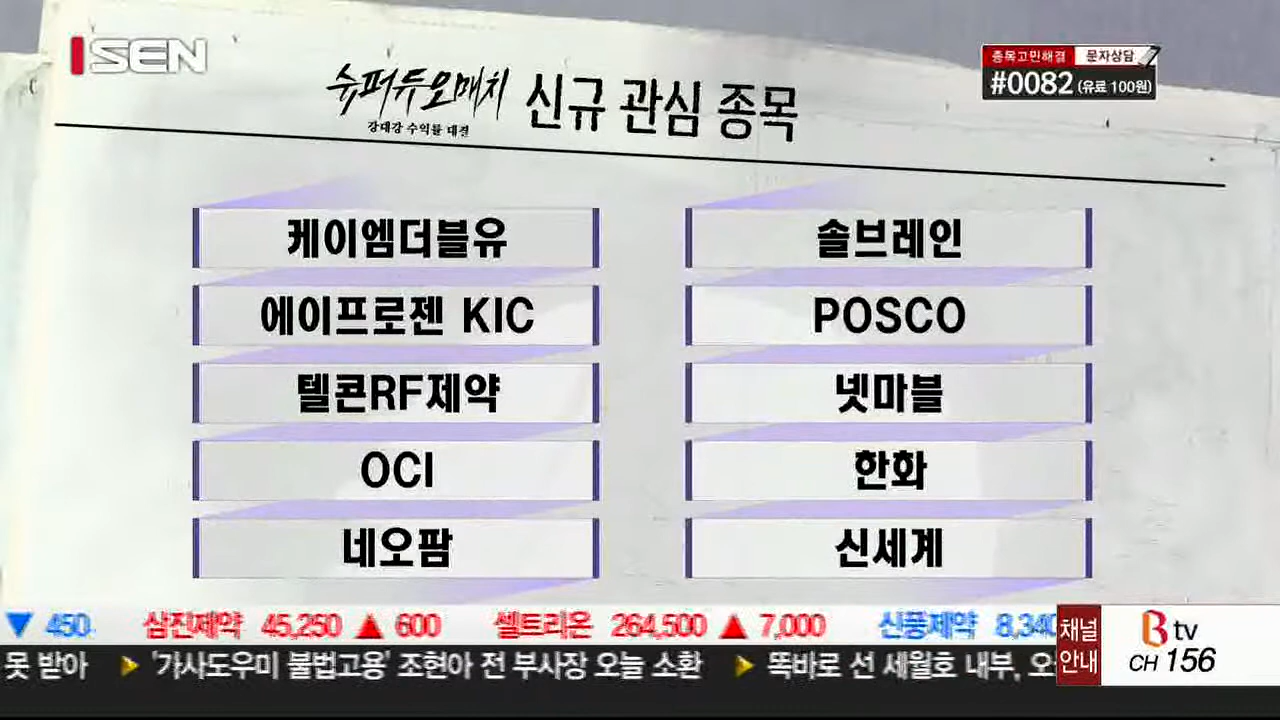 SEN
종목고민해결 문자상담
#0082 (유료 100원)
슈퍼듀오매치 신규 관심 종목
강대강 수익률 대결
케이엠더블유
솔브레인
에이프로젠 KIC
POSCO
텔콘RF제약
넷마블
OCI
한화
네오팜
신세계
▼ 450 삼진제약 45,250 ▲ 600 셀트리온 264,500 ▲ 7,000 신풍제약 8,340
못 받아 ▶ '가사도우미 불법고용' 조현아 전 부사장 오늘 소환 ▶ 똑바로 선 세월호 내부, 오
채널
안내
B tv
CH 156